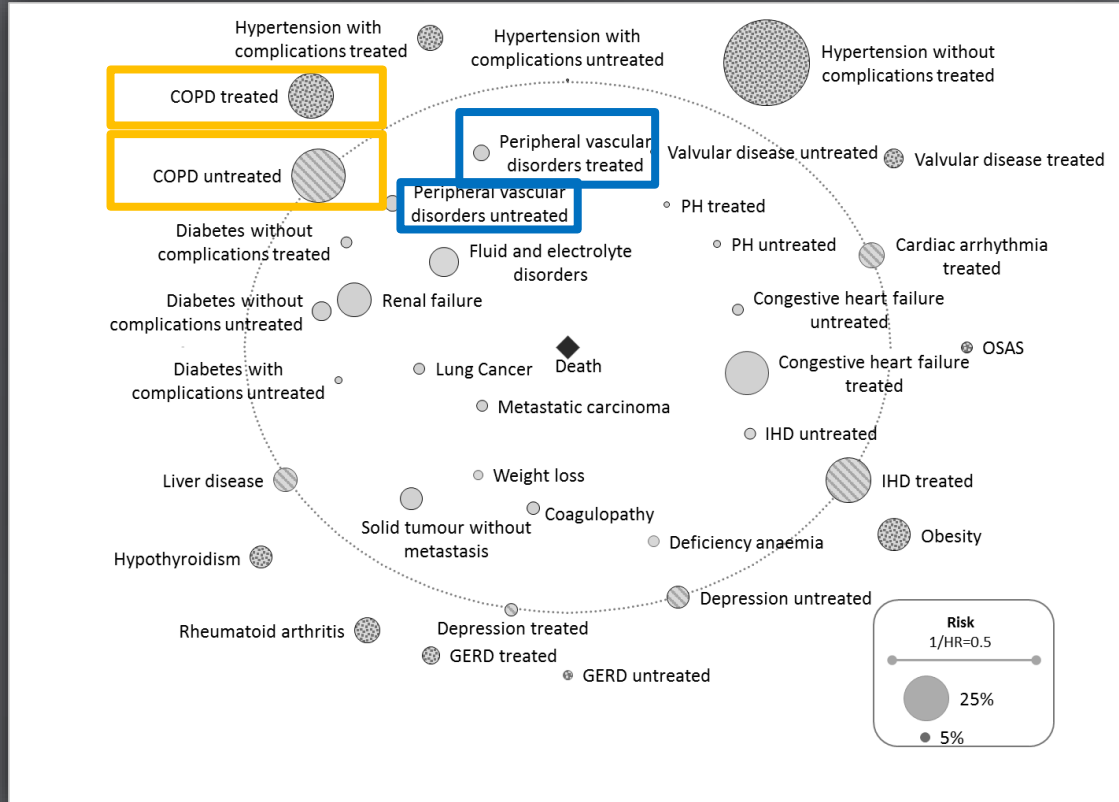 Hypertension with
complications treated
Hypertension with
complications untreated
Hypertension without
complications treated
COPD treated
Peripheral vascular
disorders treated
Valvular disease untreated
Valvular disease treated
COPD untreated
Peripheral vascular
disorders untreated
PH treated
Diabetes without
complications treated
Fluid and electrolyte
disorders
PH untreated
Cardiac arrhythmia
treated
Diabetes without
complications untreated
Renal failure
Congestive heart failure
untreated
OSAS
Diabetes with
complications untreated
Lung Cancer
Death
Congestive heart failure
treated
Metastatic carcinoma
IHD untreated
Liver disease
Weight loss
IHD treated
Solid tumour without
metastasis
Coagulopathy
Deficiency anaemia
Obesity
Hypothyroidism
Depression untreated
Rheumatoid arthritis
Depression treated
GERD treated
GERD untreated
Risk
1/HR=0.5
25%
5%